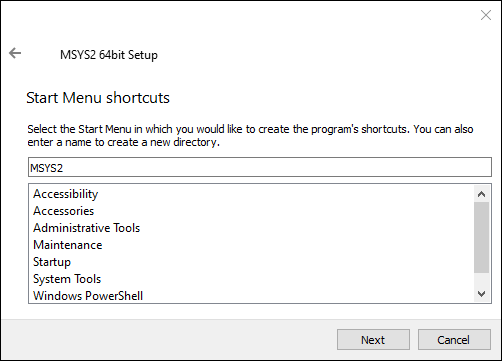 MSYS2 64bit Setup
Start Menu shortcuts
Select the Start Menu in which you would like to create the program's shortcuts. You can also
enter a name to create a new directory.
MSYS2
Accessibility
Accessories
Administrative Tools
Maintenance
Startup
System Tools
Windows PowerShell
Next
Cancel